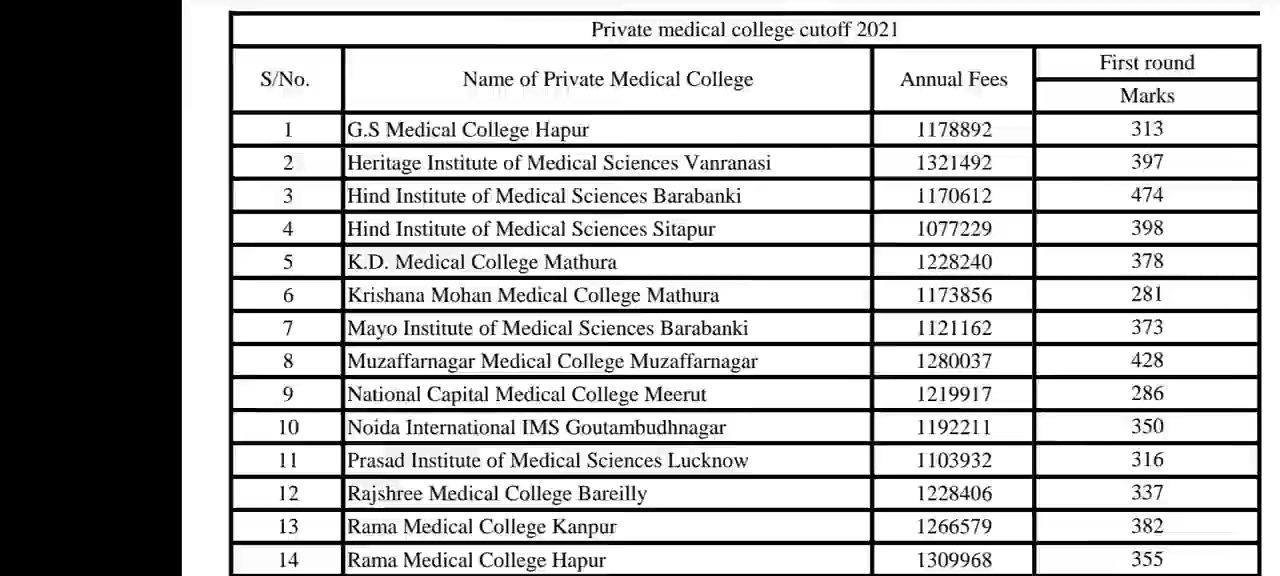 Private medical college cutoff 2021
S/No. Name of Private Medical College Annual Fees First round
Marks
1 G.S Medical College Hapur 1178892 313
2 Heritage Institute of Medical Sciences Vanranasi 1321492 397
3 Hind Institute of Medical Sciences Barabanki 1170612 474
4 Hind Institute of Medical Sciences Sitapur 1077229 398
5 K.D. Medical College Mathura 1228240 378
6 Krishana Mohan Medical College Mathura 1173856 281
7 Mayo Institute of Medical Sciences Barabanki 1121162 373
8 Muzaffarnagar Medical College Muzaffarnagar 1280037 428
9 National Capital Medical College Meerut 1219917 286
10 Noida International IMS Goutambudhnagar 1192211 350
11 Prasad Institute of Medical Sciences Lucknow 1103932 316
12 Rajshree Medical College Bareilly 1228406 337
13 Rama Medical College Kanpur 1266579 382
14 Rama Medical College Hapur 1309968 355